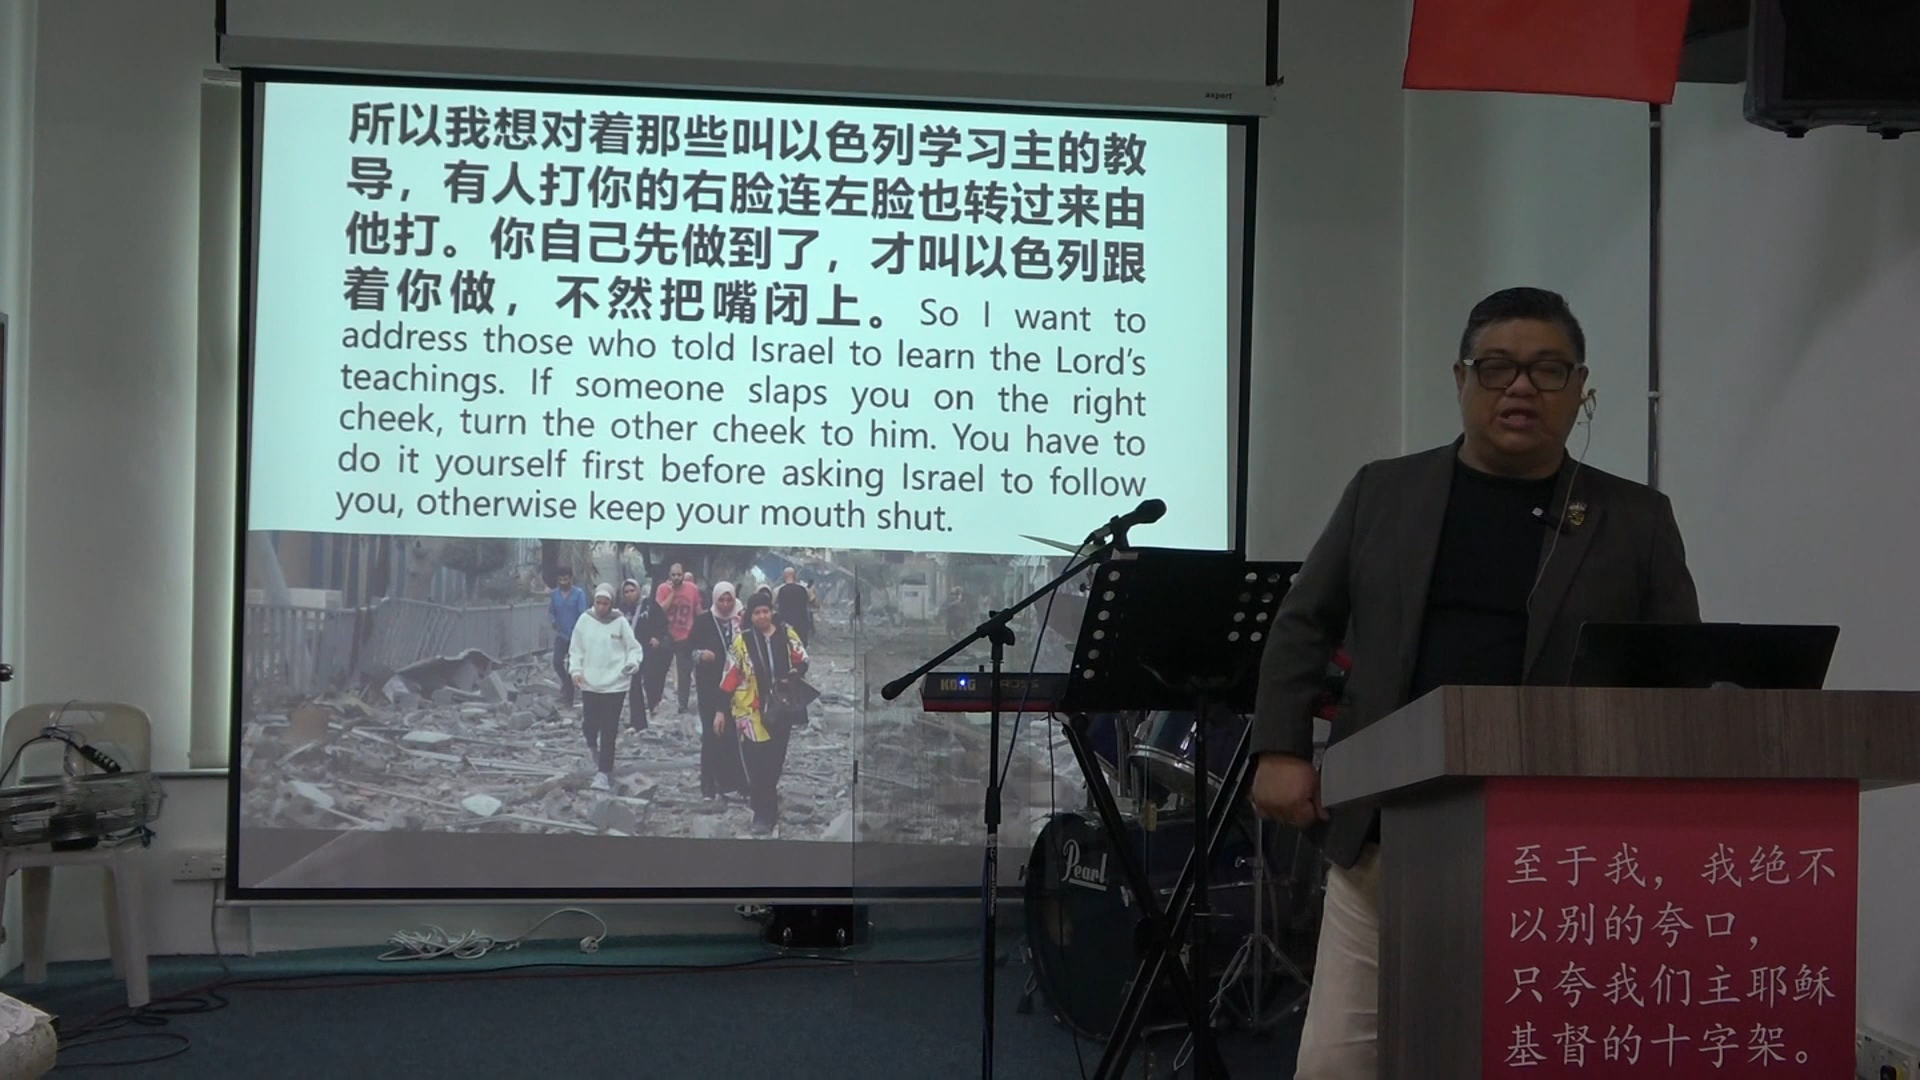 expert
所以我想对着那些叫以色列学习主的教
导，有人打你的右脸连左脸也转过来由
他打。你自己先做到了，才叫以色列跟
着你做，不然把嘴闭上。So I want to
address those who told Israel to learn the Lord’s
teachings. If someone slaps you on the right
cheek, turn the other cheek to him. You have to
do it yourself first before asking Israel to follow
you, otherwise keep your mouth shut.
KORG
Pearl
至于我，我绝不
以别的夸口，
只夸我们主耶稣
基督的十字架。